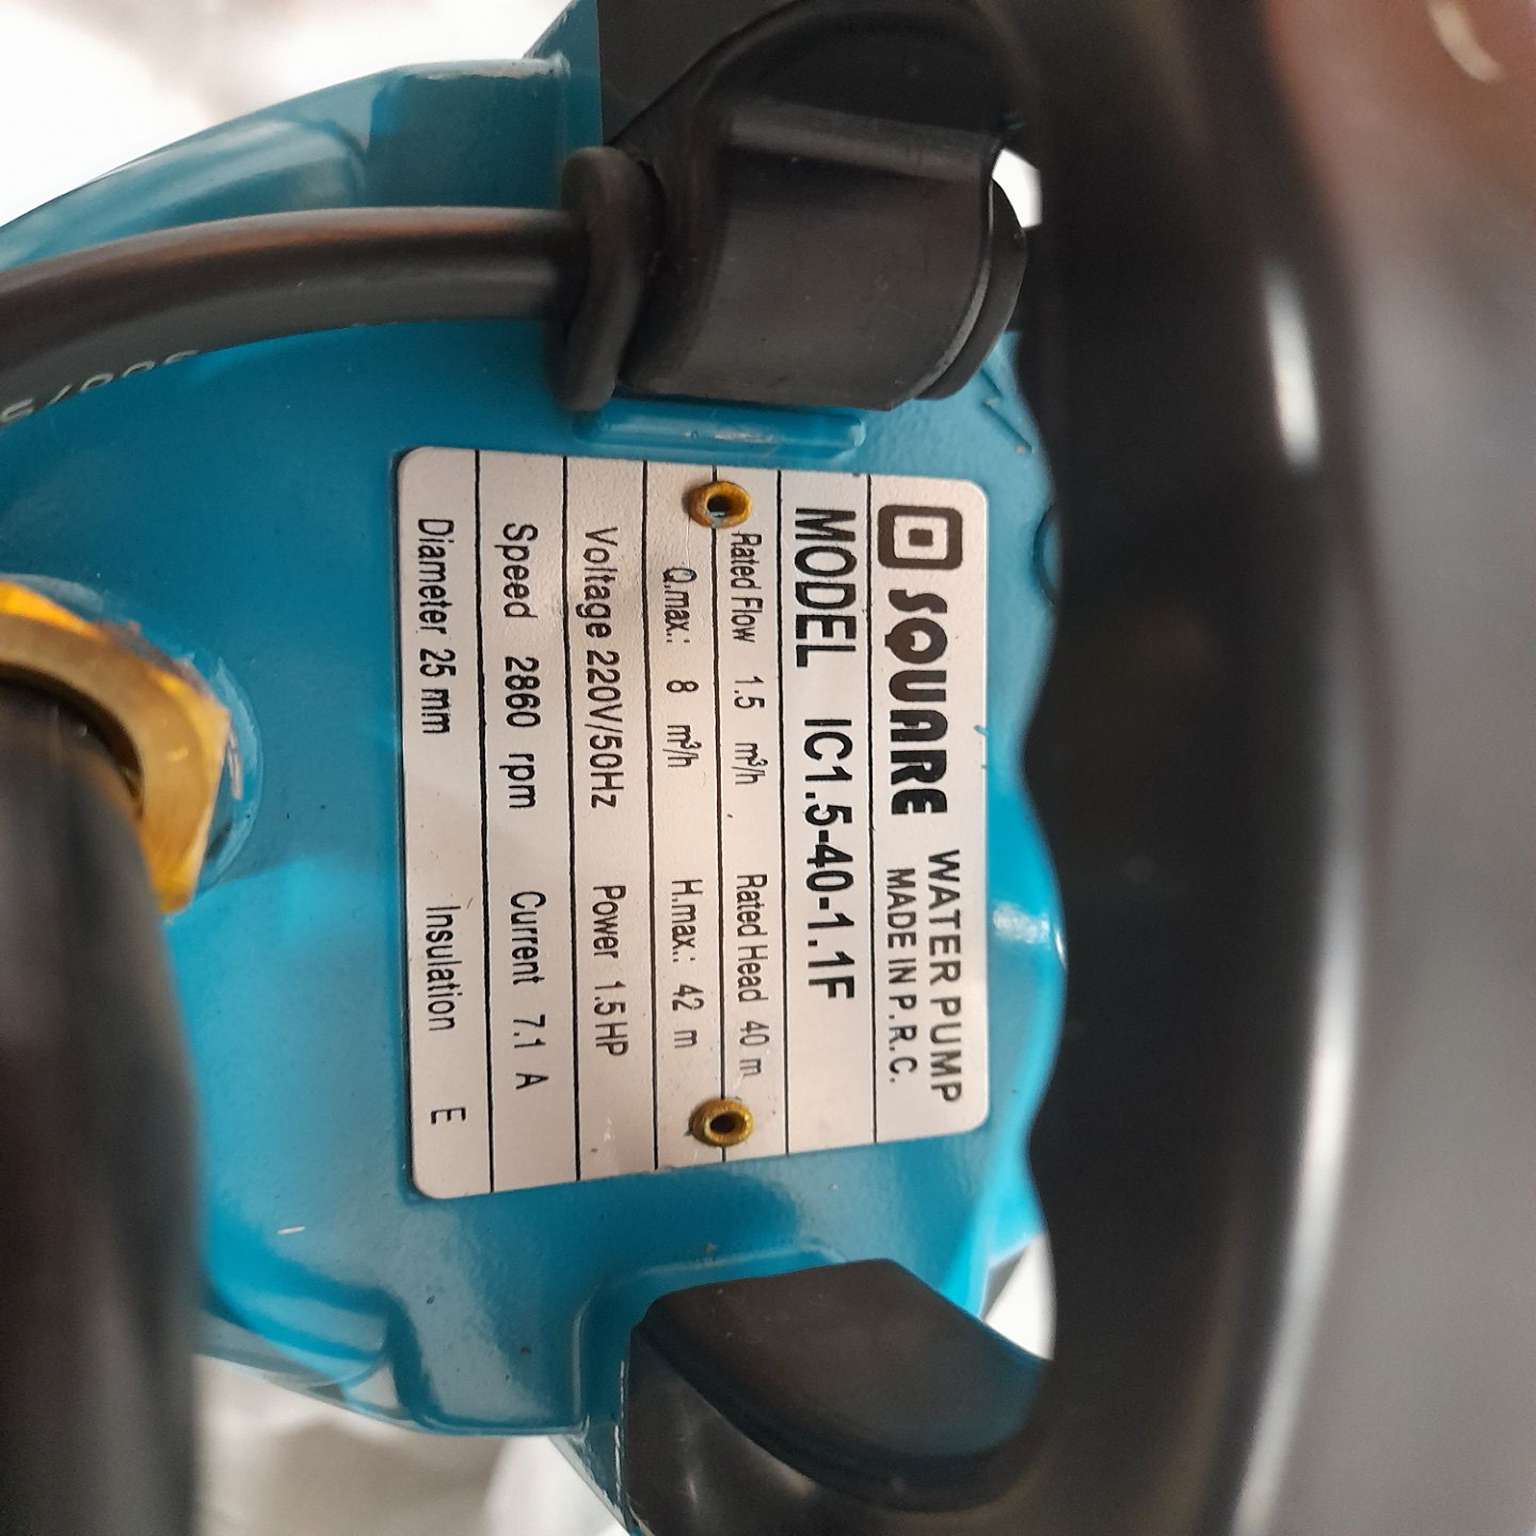 SQUARE WATER PUMP
MADE IN P.R.C.
MODEL IC1.5-40-1.1F
Rated Flow 1.5 m³/h Rated Head 40 m
Q.max.: 8 m³/h H.max.: 42 m
Voltage 220V/50Hz Power 1.5HP
Speed 2860 rpm Current 7.1 A
Diameter 25 mm Insulation E